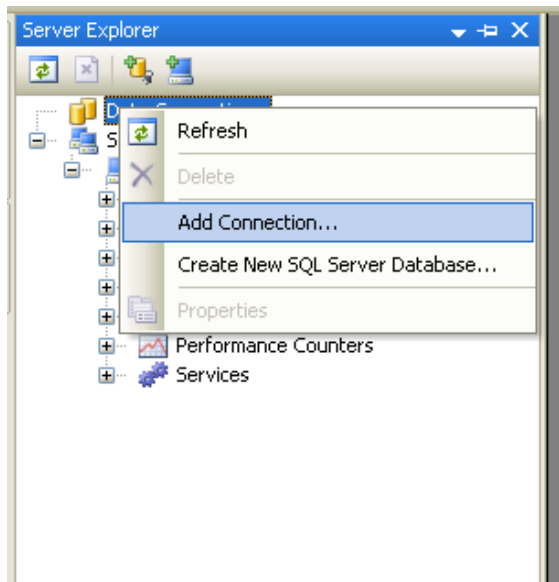 Server Explorer
Refresh
Delete
Add Connection...
Create New SQL Server Database...
Properties
Performance Counters
Services